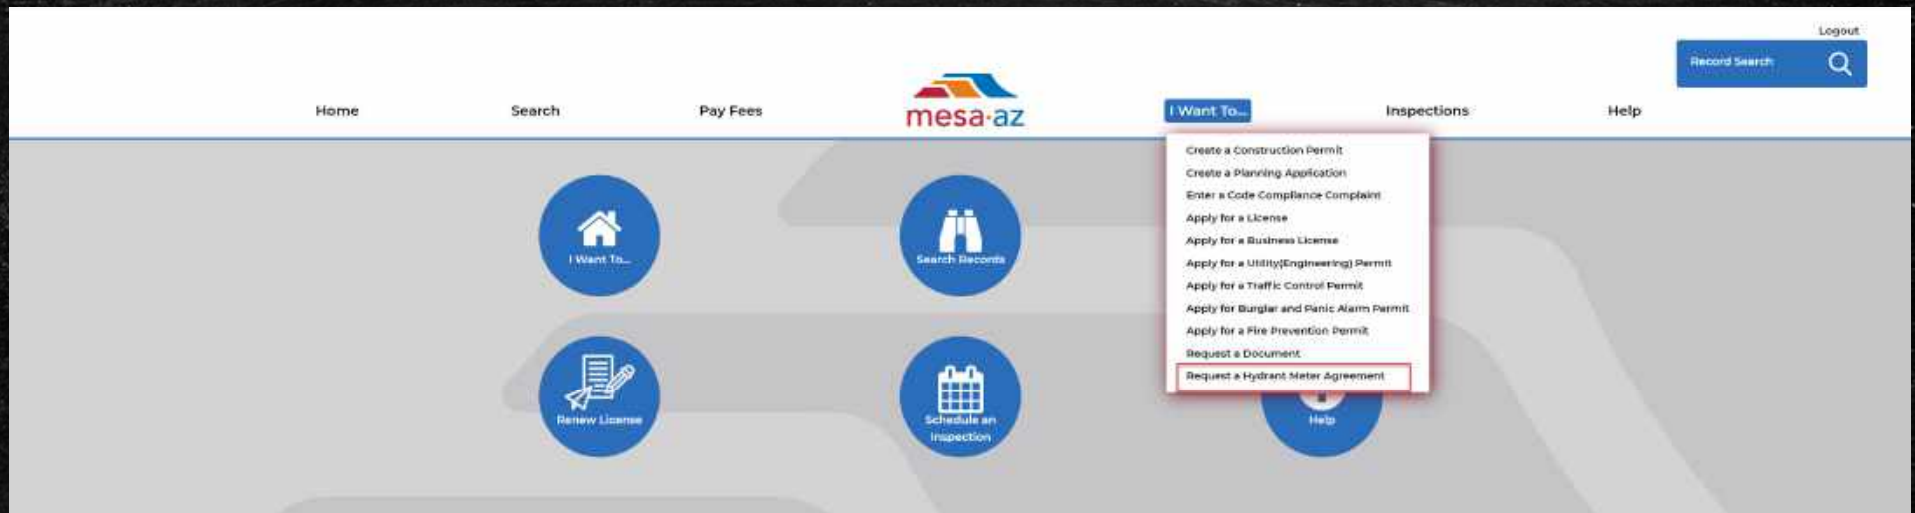 Logout
Record Search
Home
Search
Pay Fees
mesa·az
I Want To...
Inspections
Help
Create a Construction Permit
Create a Planning Application
Enter a Code Compliance Complaint
Apply for a License
Apply for a Business License
Apply for a Utility(Engineering) Permit
Apply for a Traffic Control Permit
Apply for Burglar and Panic Alarm Permit
Apply for a Fire Prevention Permit
Request a Document
Request a Hydrant Meter Agreement
I Want To...
Search Records
Renew License
Schedule an
Inspection
Help